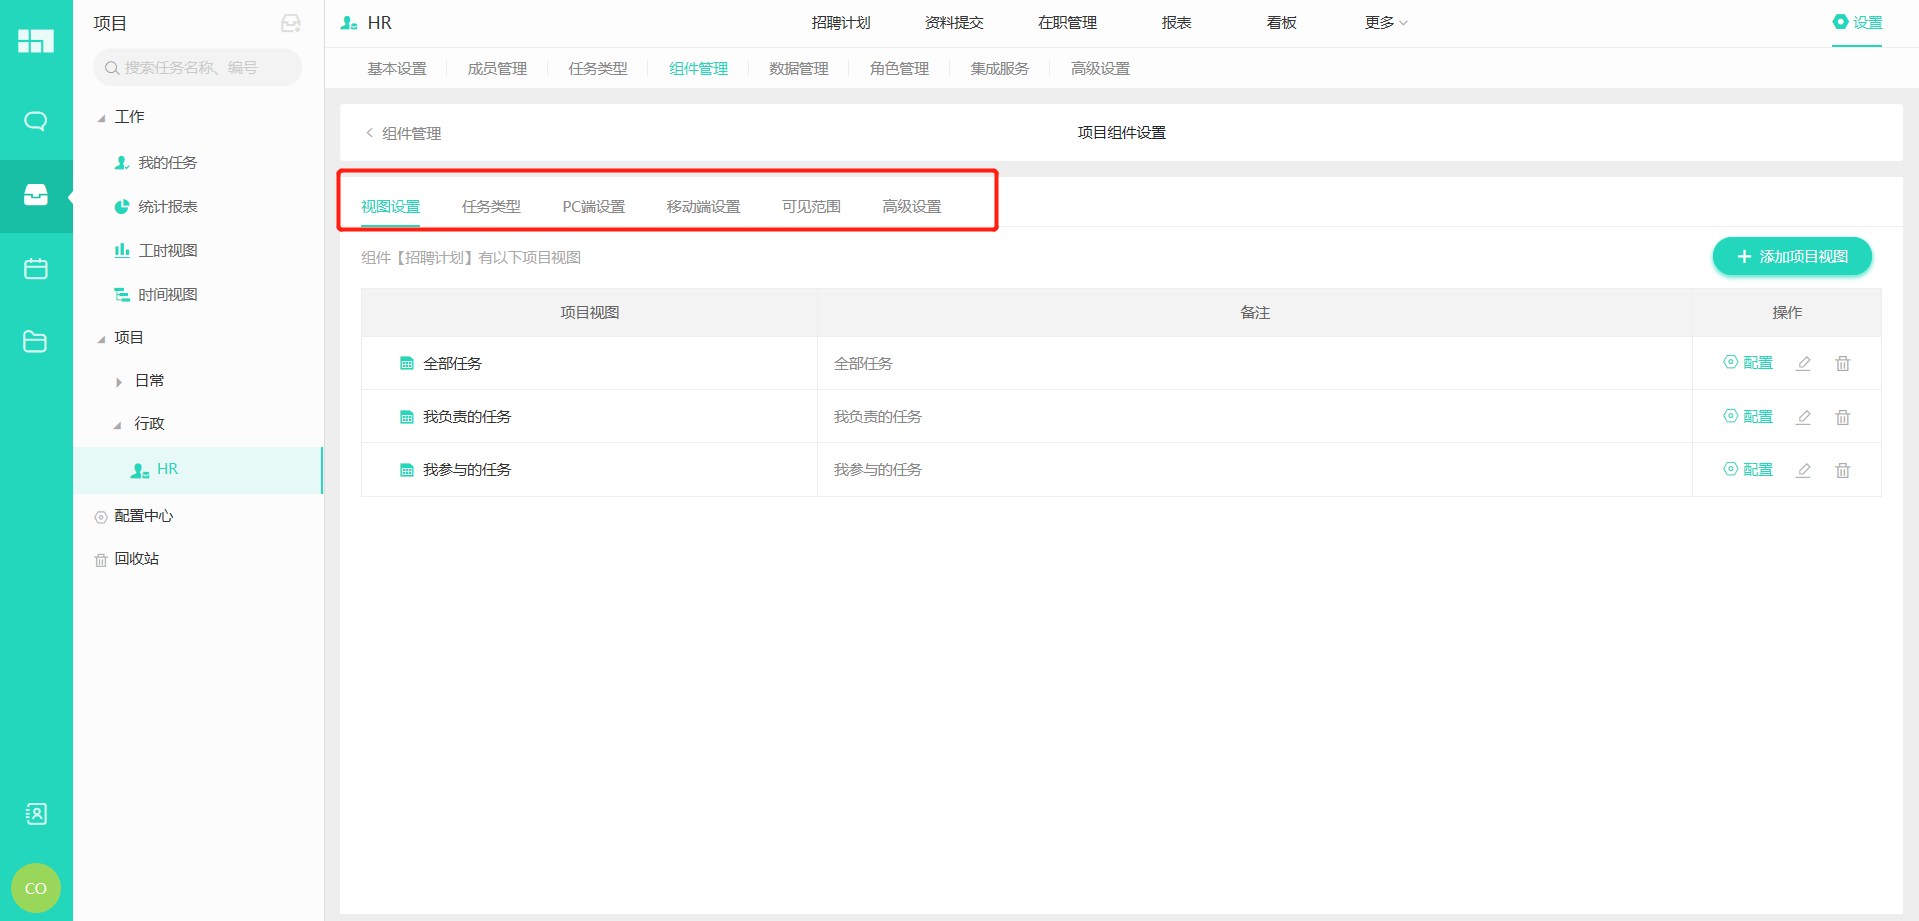 项目
搜索任务名称、编号
工作
我的任务
统计报表
工时视图
时间视图
项目
日常
行政
HR
配置中心
回收站
CO
HR 招聘计划 资料提交 在职管理 报表 看板 更多 设置
基本设置 成员管理 任务类型 组件管理 数据管理 角色管理 集成服务 高级设置
组件管理 项目组件设置
视图设置 任务类型 PC端设置 移动端设置 可见范围 高级设置
组件【招聘计划】有以下项目视图 添加项目视图
项目视图 备注 操作
全部任务 全部任务 配置
我负责的任务 我负责的任务 配置
我参与的任务 我参与的任务 配置